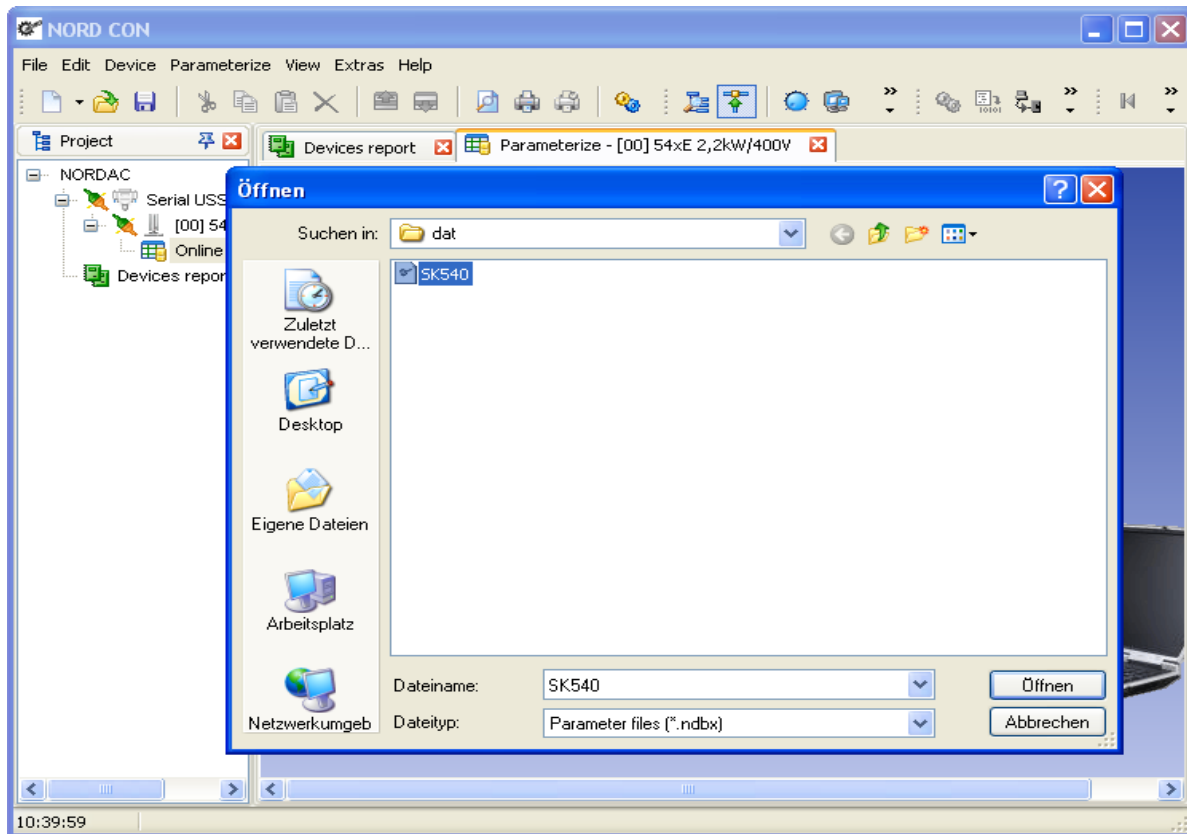 NORD CON
File Edit Device Parameterize View Extras Help
Project
Devices report
Parameterize - [00] 54xE 2,2kW/400V
NORDAC
Serial USS
[00] 54
Online
Devices repor
Öffnen
Suchen in:
dat
SK540
Zuletzt
verwendete D...
Desktop
Eigene Dateien
Arbeitsplatz
Netzwerkumgeb
Dateiname:
SK540
Öffnen
Dateityp:
Parameter files (*.ndbx)
Abbrechen
10:39:59